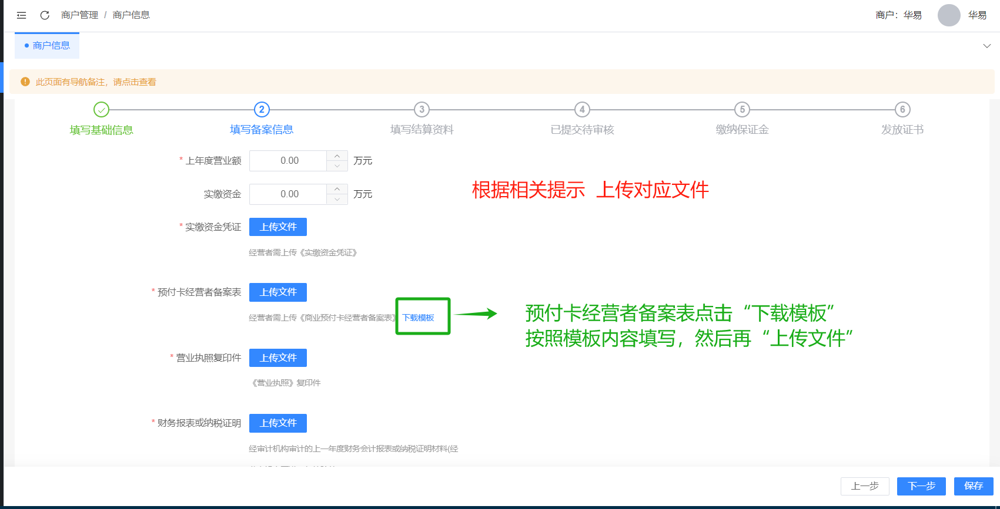 商户管理 / 商户信息
商户：华易 华易
商户信息
此页面有导航备注，请点击查看
2 3 4 5 6
填写基础信息 填写备案信息 填写结算资料 已提交待审核 缴纳保证金 发放证书
* 上年度营业额 0.00 万元
实缴资金 0.00 万元
根据相关提示 上传对应文件
* 实缴资金凭证 上传文件
经营者需上传《实缴资金凭证》
* 预付卡经营者备案表 上传文件
经营者需上传《商业预付卡经营者备案表》 下载模板
预付卡经营者备案表点击“下载模板”
按照模板内容填写，然后再“上传文件”
* 营业执照复印件 上传文件
《营业执照》复印件
* 财务报表或纳税证明 上传文件
经审计机构审计的上一年度财务会计报表或纳税证明材料(经
上一步 下一步 保存